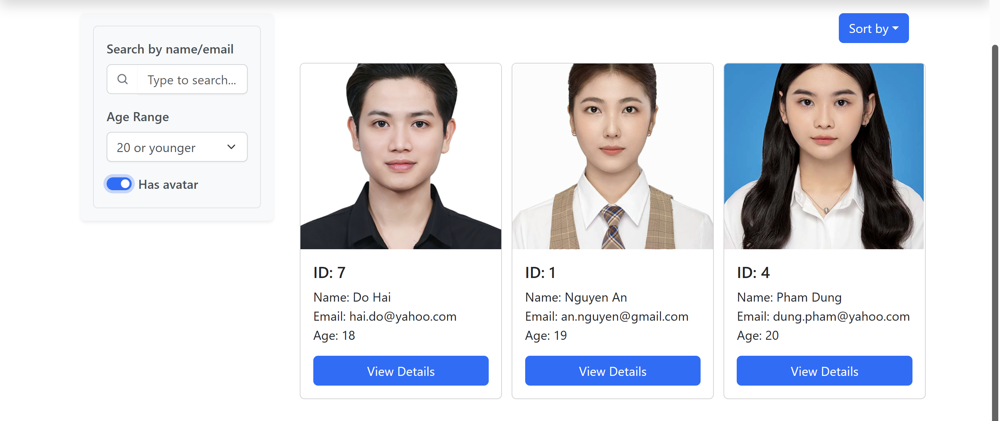 Sort by
Search by name/email
Type to search...
Age Range
20 or younger
Has avatar
ID: 7
Name: Do Hai
Email: hai.do@yahoo.com
Age: 18
View Details
ID: 1
Name: Nguyen An
Email: an.nguyen@gmail.com
Age: 19
View Details
ID: 4
Name: Pham Dung
Email: dung.pham@yahoo.com
Age: 20
View Details